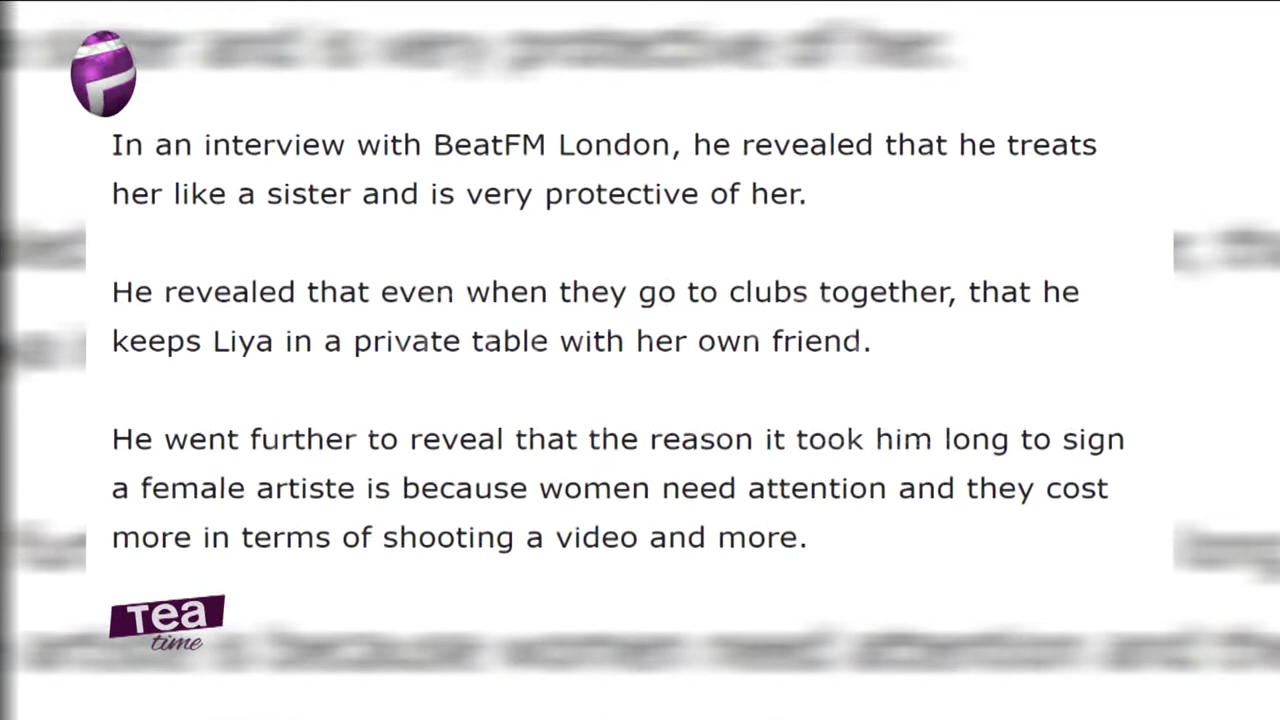 In an interview with BeatFM London, he revealed that he treats
her like a sister and is very protective of her.
He revealed that even when they go to clubs together, that he
keeps Liya in a private table with her own friend.
He went further to reveal that the reason it took him long to sign
a female artiste is because women need attention and they cost
more in terms of shooting a video and more.
Tea
time